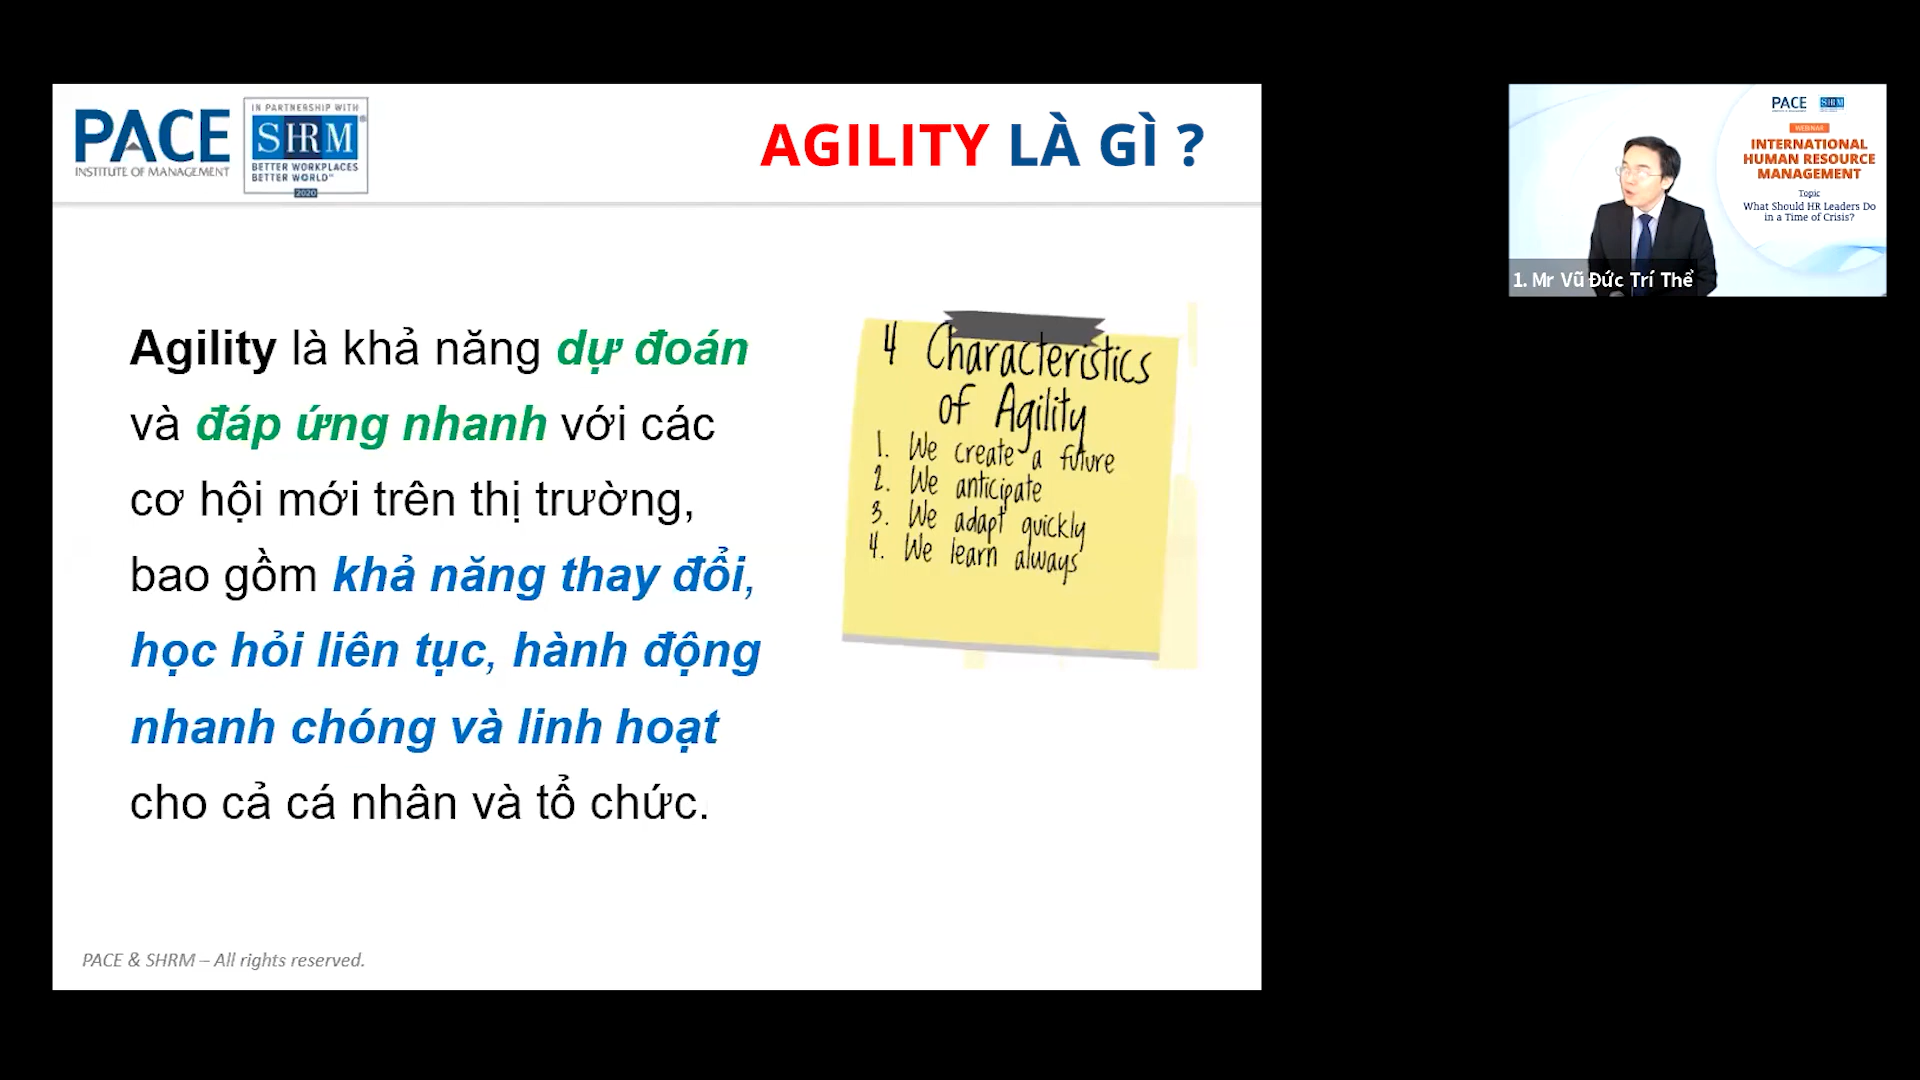 PACE
INSTITUTE OF MANAGEMENT
IN PARTNERSHIP WITH
SHRM®
BETTER WORKPLACES
BETTER WORLD™
2020
AGILITY LÀ GÌ ?
Agility là khả năng dự đoán
và đáp ứng nhanh với các
cơ hội mới trên thị trường,
bao gồm khả năng thay đổi,
học hỏi liên tục, hành động
nhanh chóng và linh hoạt
cho cả cá nhân và tổ chức.
4 Characteristics
of Agility
1. We create a future
2. We anticipate
3. We adapt quickly
4. We learn always
PACE & SHRM – All rights reserved.
PACE SHRM
WEBINAR
INTERNATIONAL
HUMAN RESOURCE
MANAGEMENT
Topic
What Should HR Leaders Do
in a Time of Crisis?
1. Mr Vũ Đức Trí Thể